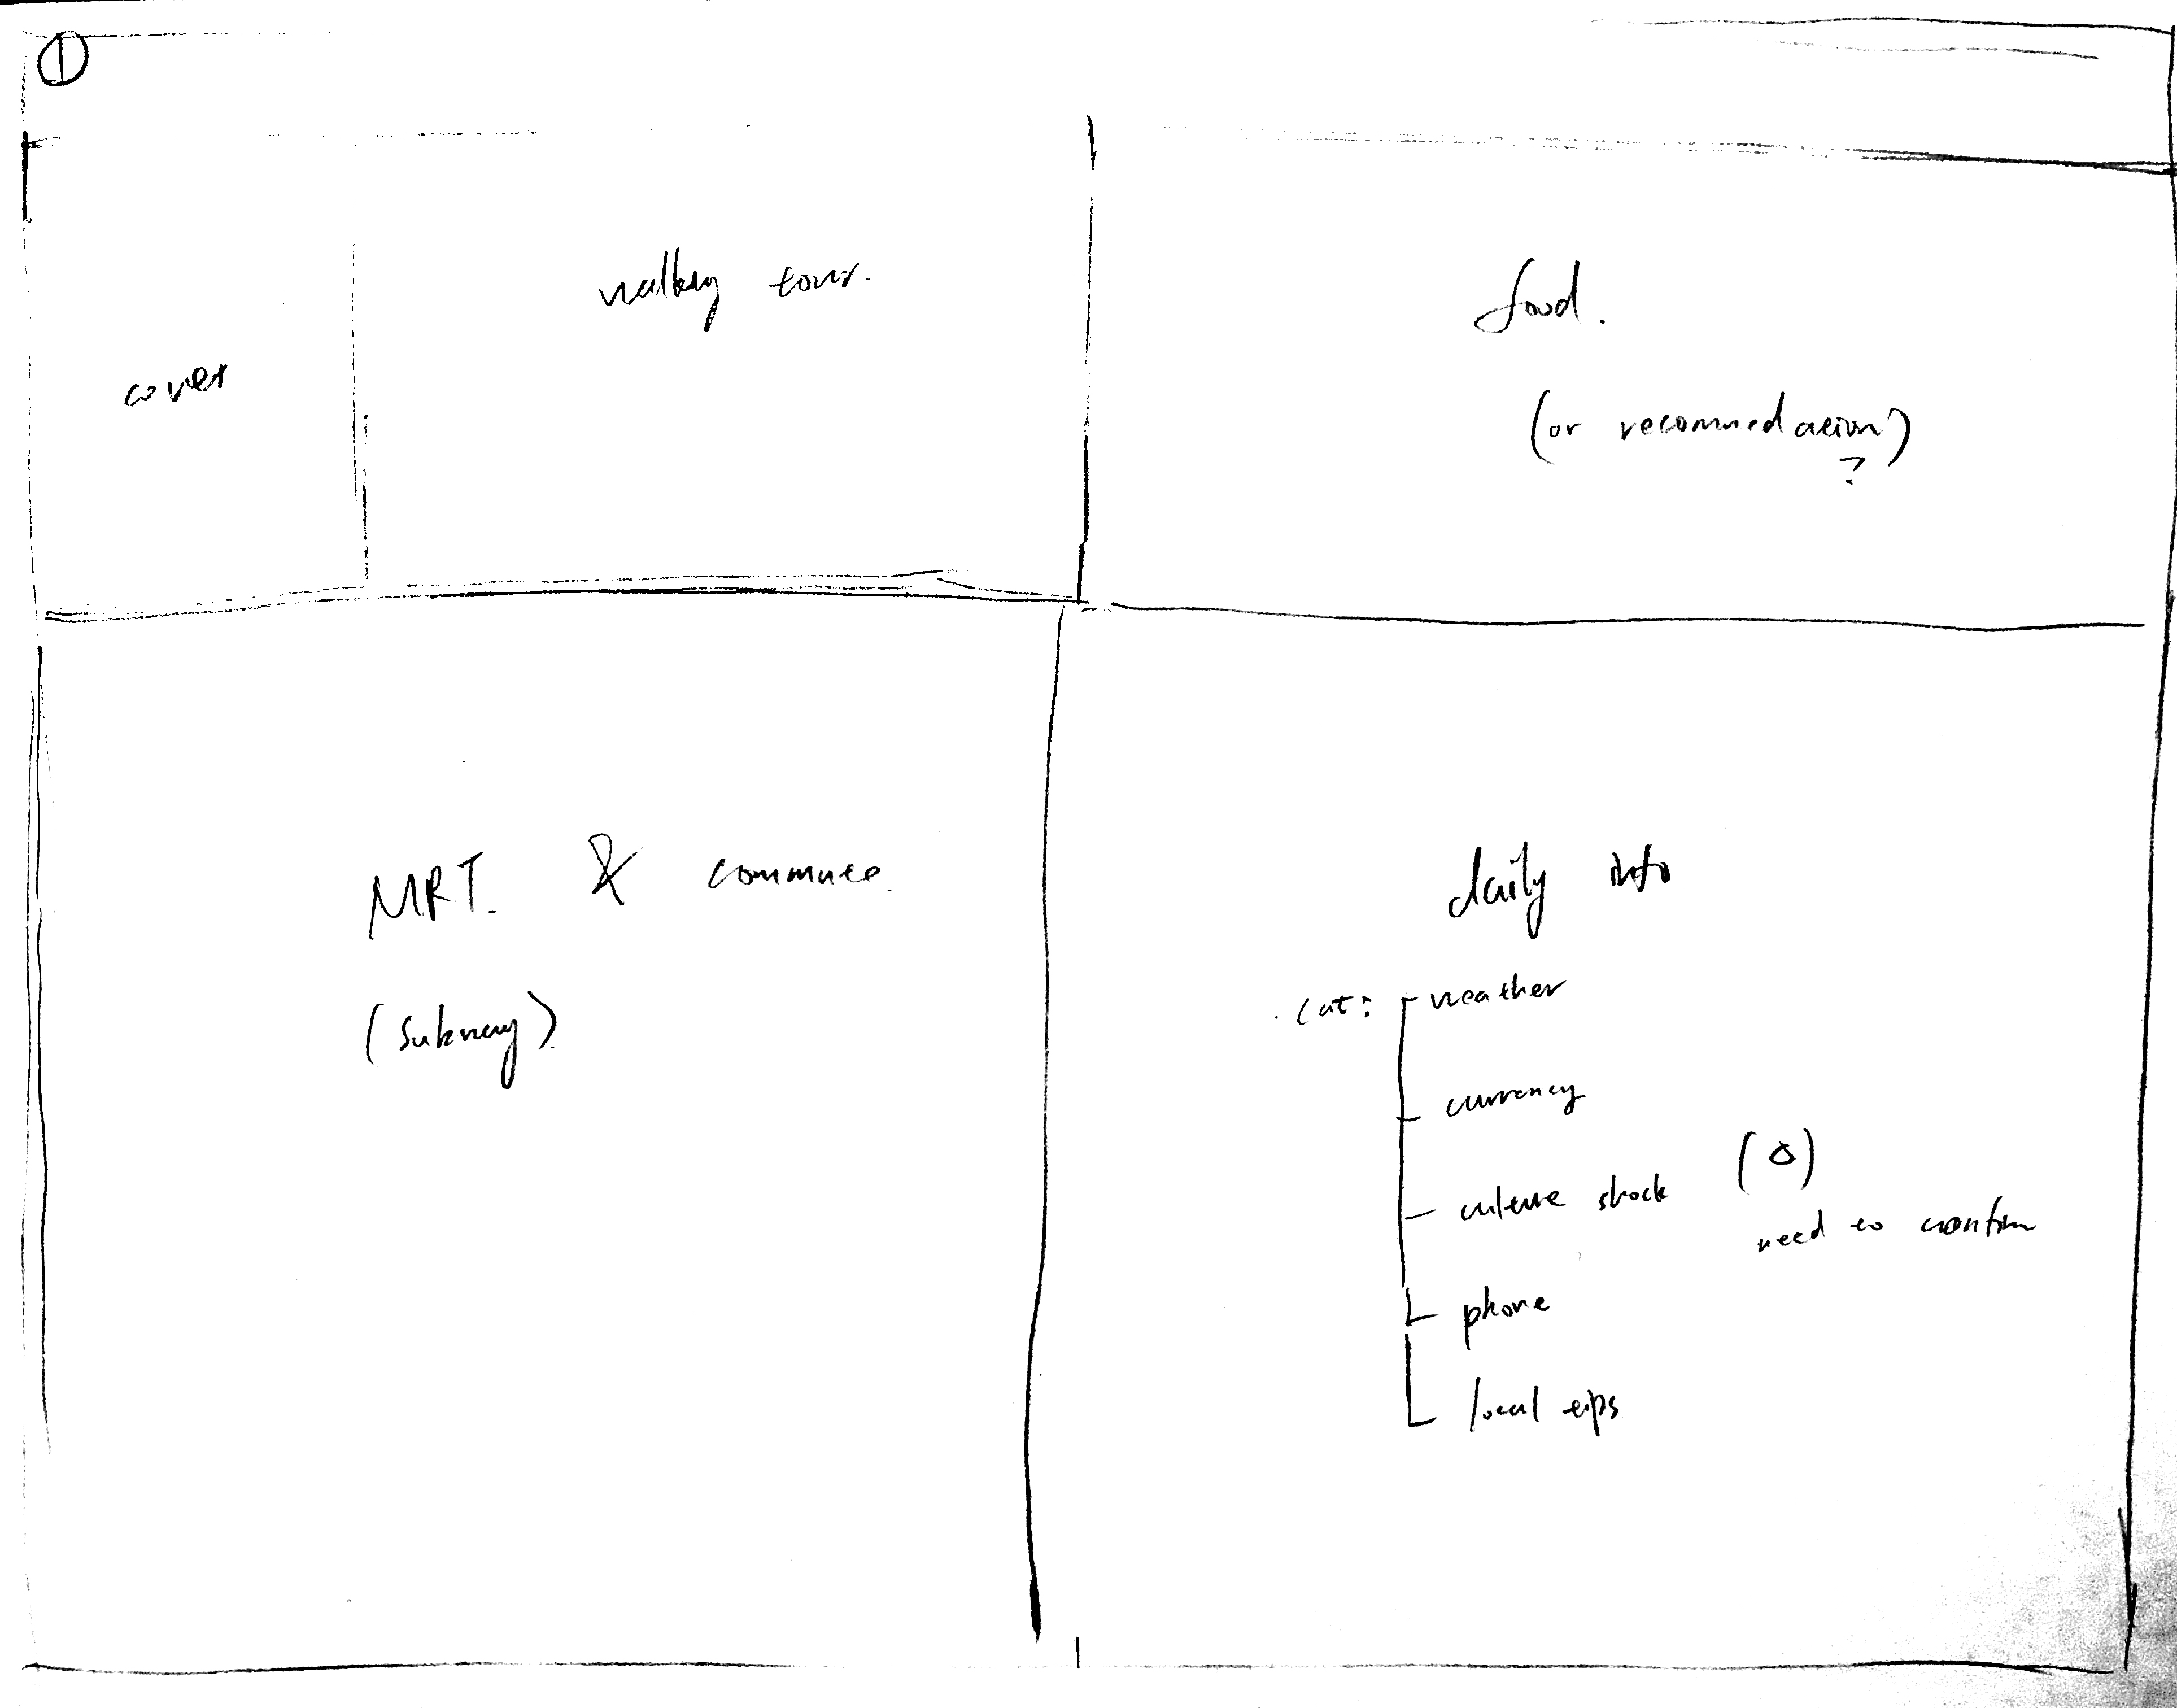 ①
walking tour.
cover
food.
(or recommedation)
?
MRT. & commute.
(Subway)
daily info
cat:
weather
currency
culture shock (△)
need to confirm
phone
local tips